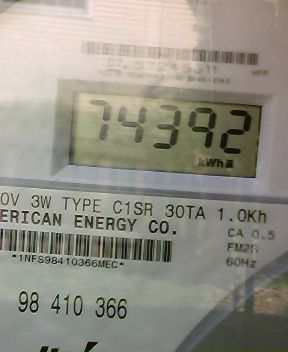 74392
kWh
0V 3W TYPE C1SR 30TA 1.0Kh
ERICAN ENERGY CO.
CA 0.5
FM2S
60Hz
*1NFS98410366MEC*
98 410 366